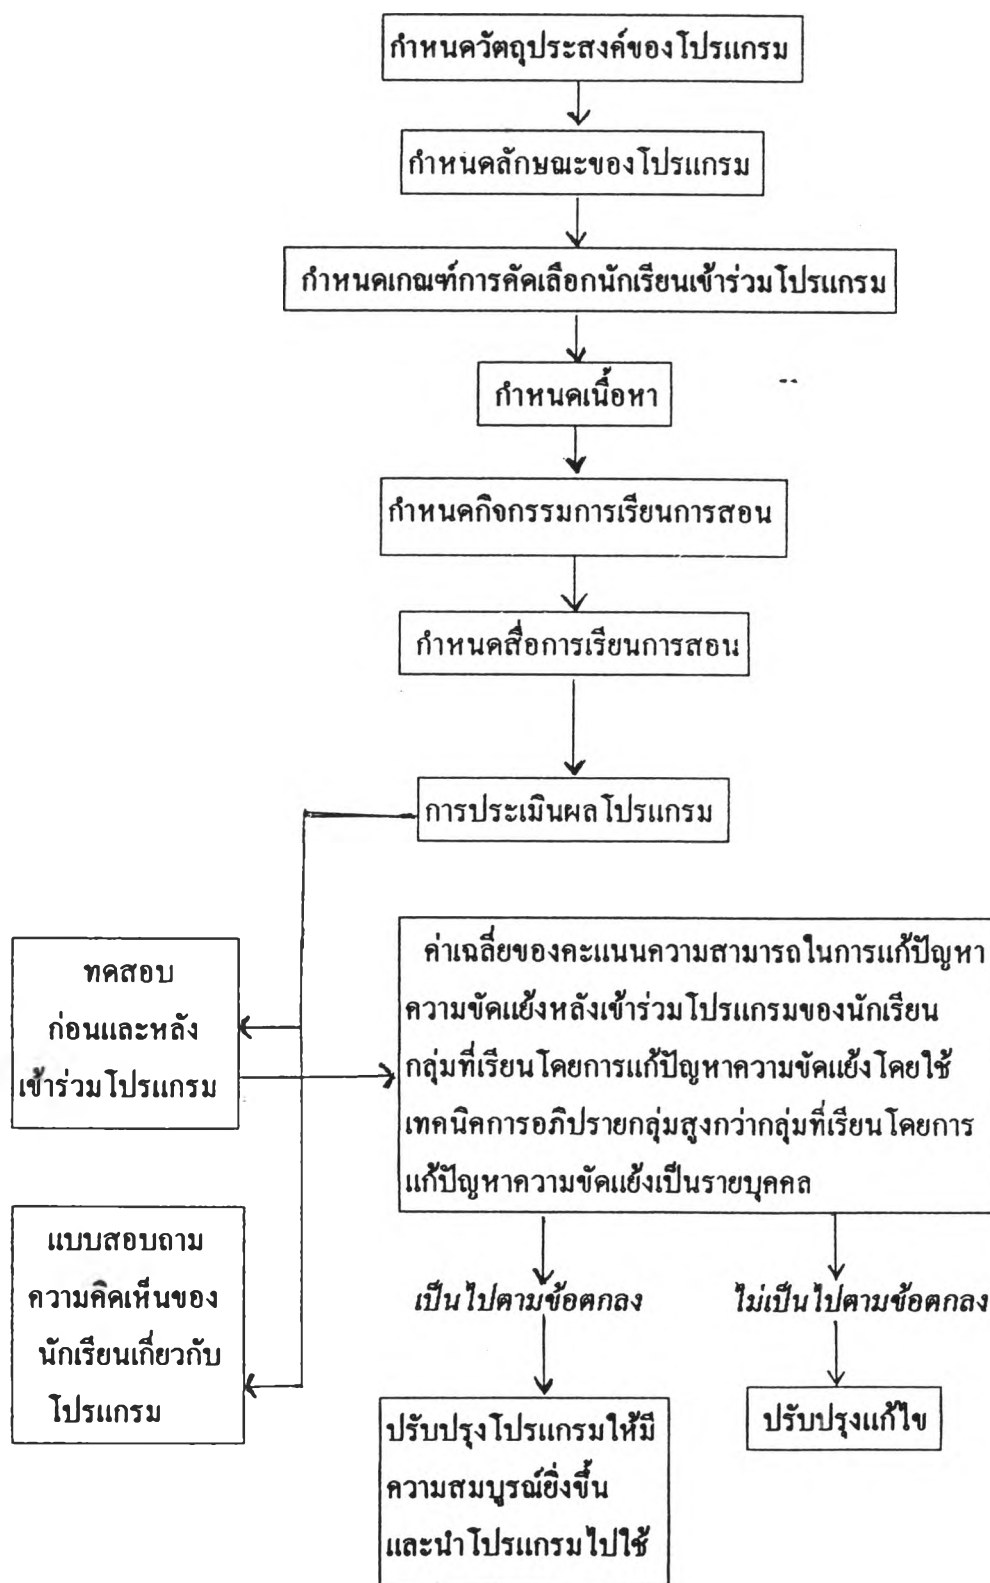 กำหนดวัตถุประสงค์ของโปรแกรม
กำหนดลักษณะของโปรแกรม
กำหนดเกณฑ์การคัดเลือกนักเรียนเข้าร่วมโปรแกรม
กำหนดเนื้อหา
กำหนดกิจกรรมการเรียนการสอน
กำหนดสื่อการเรียนการสอน
การประเมินผลโปรแกรม
ทดสอบ
ก่อนและหลัง
เข้าร่วมโปรแกรม
ค่าเฉลี่ยของคะแนนความสามารถในการแก้ปัญหา
ความขัดแย้งหลังเข้าร่วมโปรแกรมของนักเรียน
กลุ่มที่เรียนโดยการแก้ปัญหาความขัดแย้งโดยใช้
เทคนิคการอภิปรายกลุ่มสูงกว่ากลุ่มที่เรียนโดยการ
แก้ปัญหาความขัดแย้งเป็นรายบุคคล
แบบสอบถาม
ความคิดเห็นของ
นักเรียนเกี่ยวกับ
โปรแกรม
เป็นไปตามข้อตกลง
ไม่เป็นไปตามข้อตกลง
ปรับปรุงโปรแกรมให้มี
ความสมบูรณ์ยิ่งขึ้น
และนำโปรแกรมไปใช้
ปรับปรุงแก้ไข